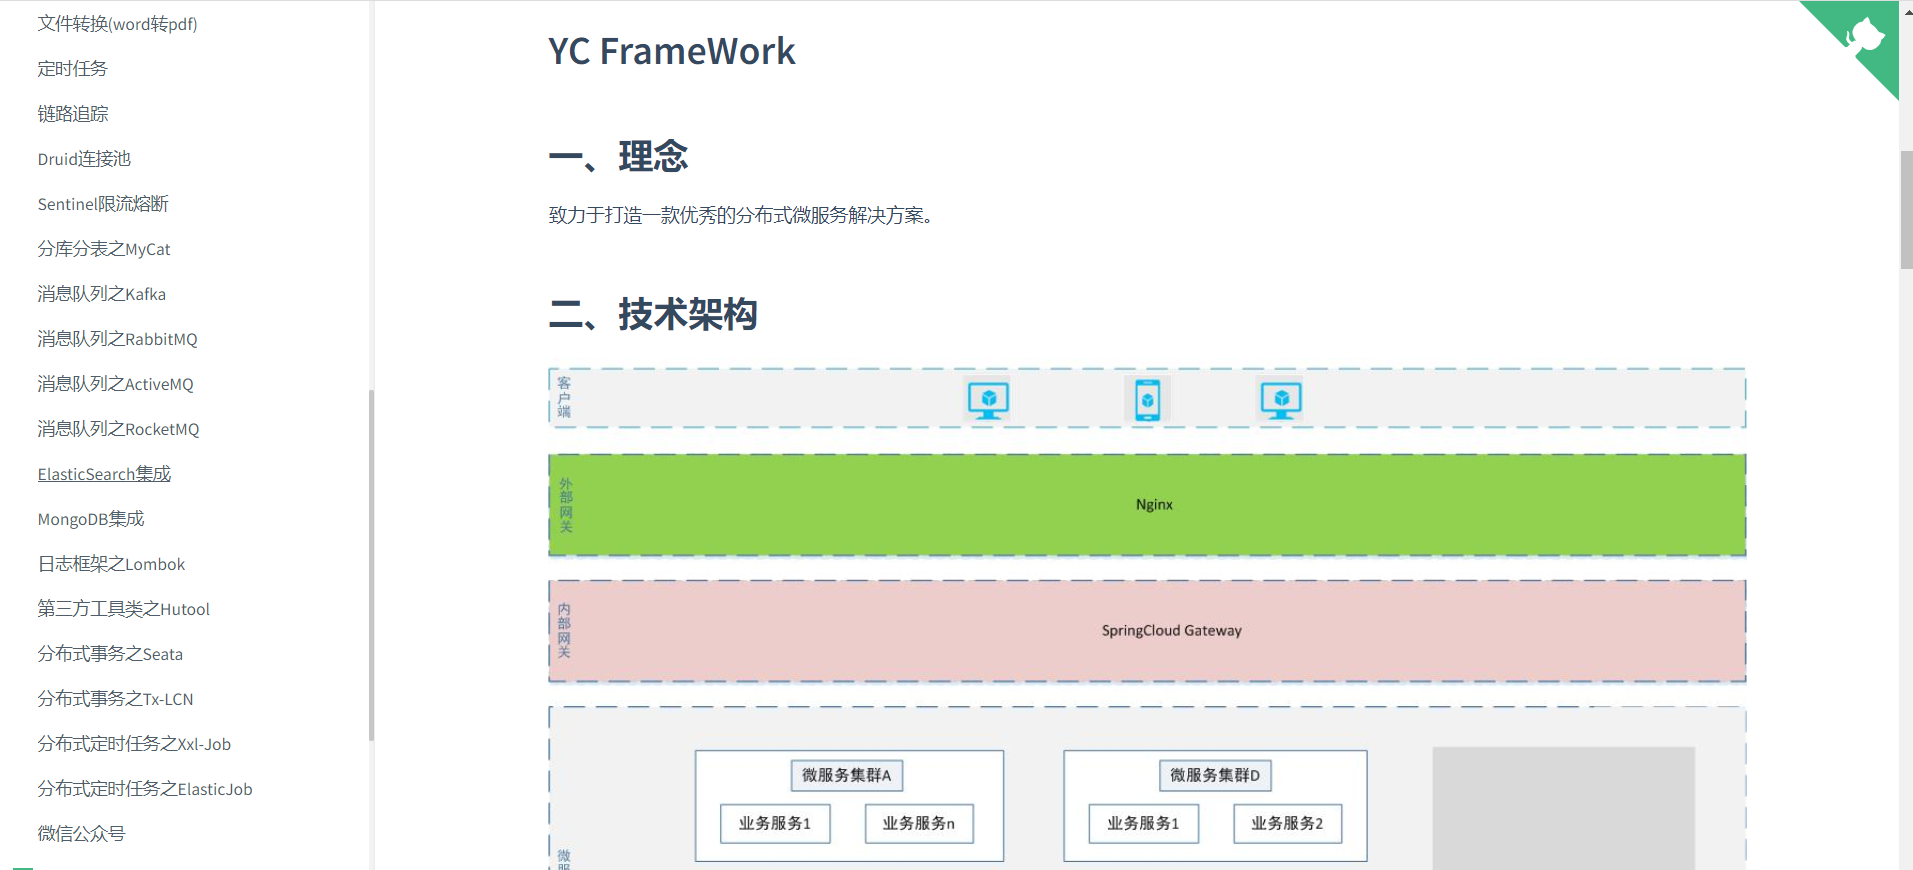 文件转换(word转pdf)
定时任务
链路追踪
Druid连接池
Sentinel限流熔断
分库分表之MyCat
消息队列之Kafka
消息队列之RabbitMQ
消息队列之ActiveMQ
消息队列之RocketMQ
ElasticSearch集成
MongoDB集成
日志框架之Lombok
第三方工具类之Hutool
分布式事务之Seata
分布式事务之Tx-LCN
分布式定时任务之Xxl-Job
分布式定时任务之ElasticJob
微信公众号
YC FrameWork
一、理念
致力于打造一款优秀的分布式微服务解决方案。
二、技术架构
客户端
外部网关
Nginx
内部网关
SpringCloud Gateway
微服务集群A
业务服务1
业务服务n
微服务集群D
业务服务1
业务服务2
微服